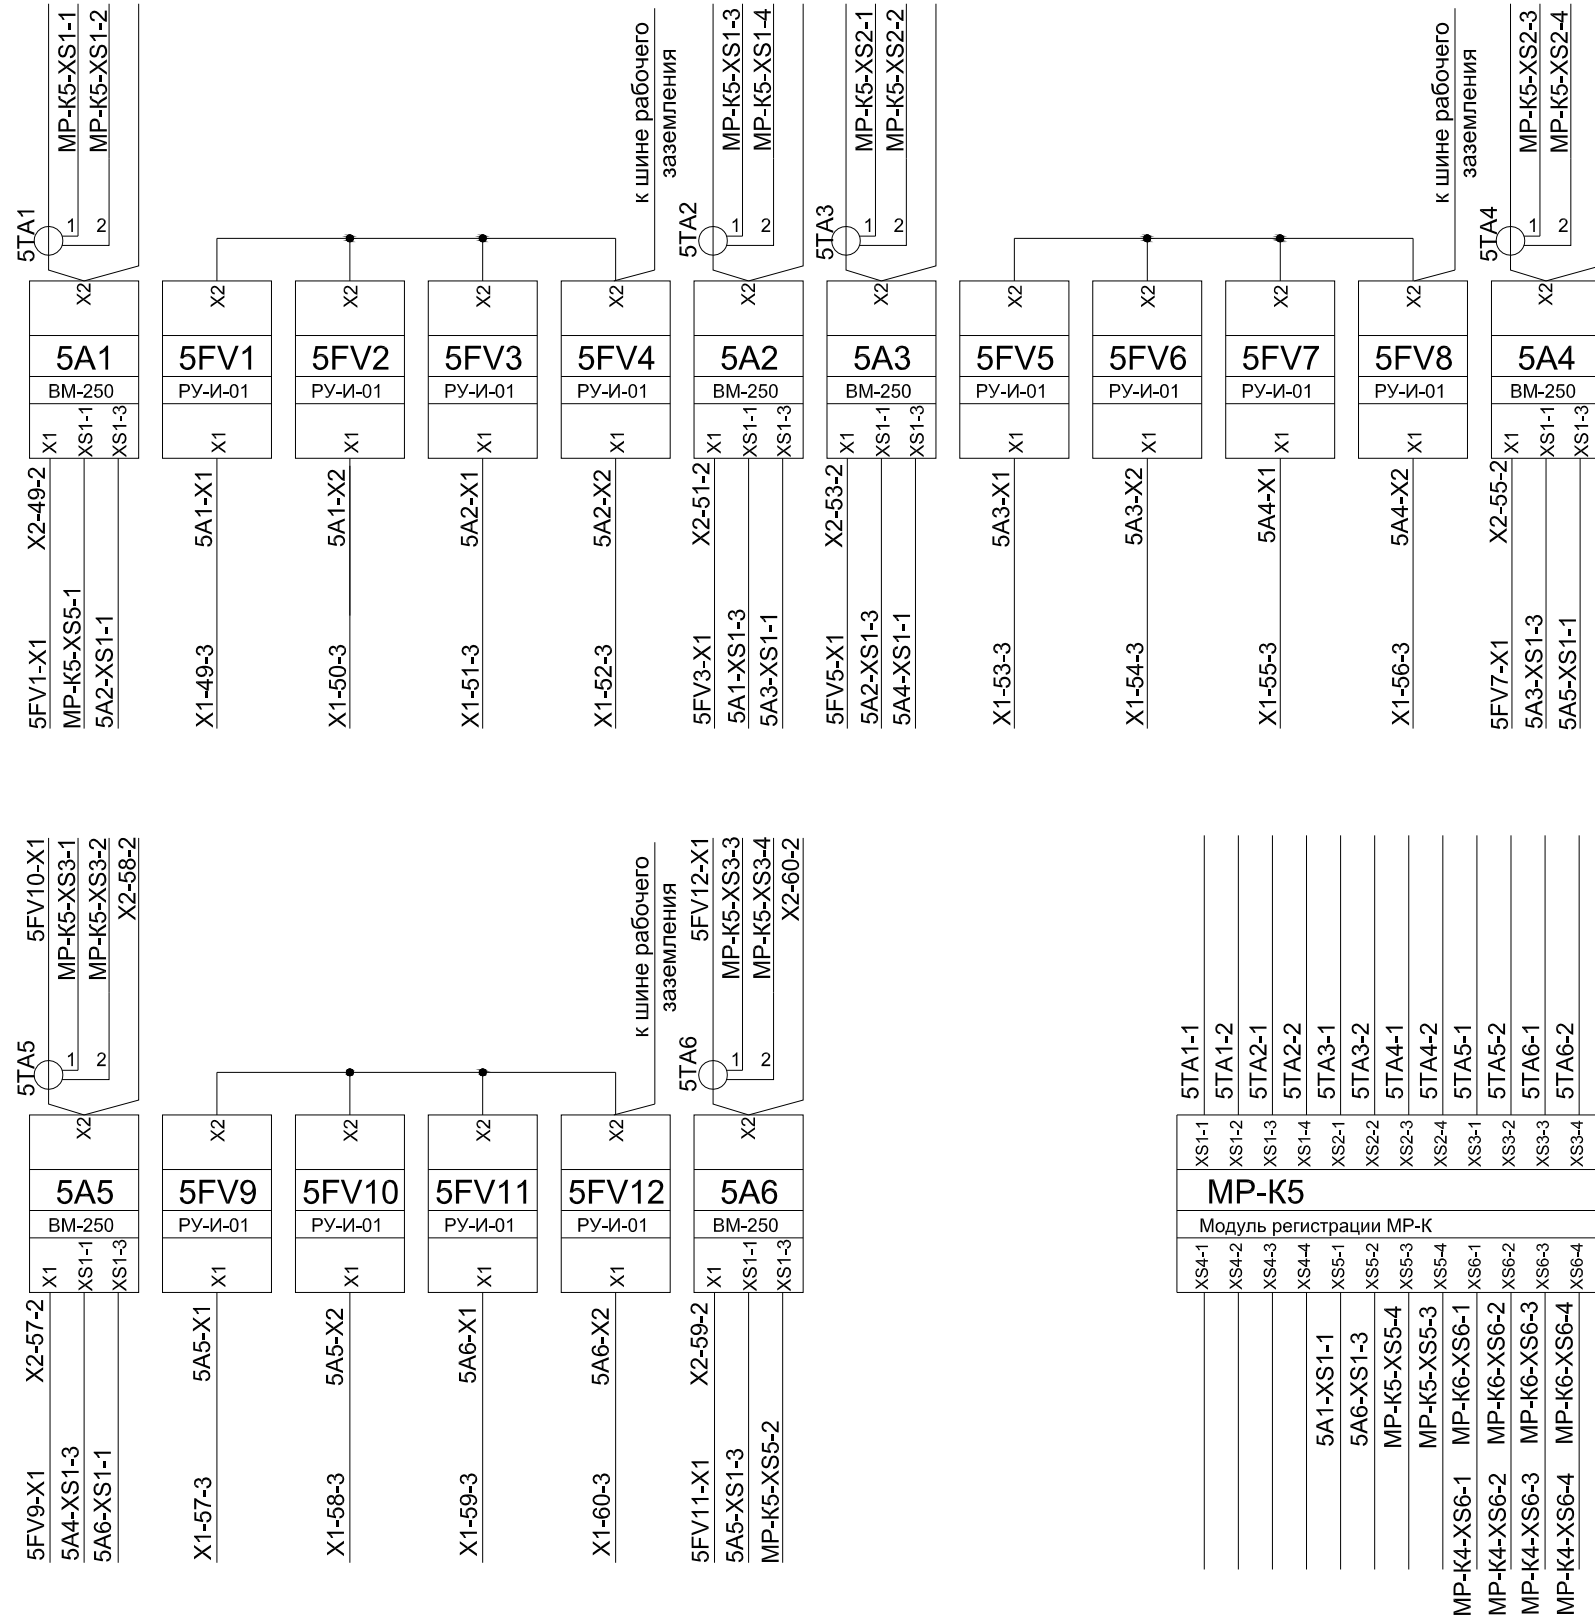 МР-К5-XS1-1
МР-К5-XS1-2
к шине рабочего
заземления
МР-К5-XS1-3
МР-К5-XS1-4
МР-К5-XS2-1
МР-К5-XS2-2
к шине рабочего
заземления
МР-К5-XS2-3
МР-К5-XS2-4
5TA1
1
2
5TA2
1
2
5TA3
1
2
5TA4
1
2
X2
X2
X2
X2
X2
X2
X2
X2
X2
X2
X2
X2
5A1
5FV1
5FV2
5FV3
5FV4
5A2
5A3
5FV5
5FV6
5FV7
5FV8
5A4
ВМ-250
РУ-И-01
РУ-И-01
РУ-И-01
РУ-И-01
ВМ-250
ВМ-250
РУ-И-01
РУ-И-01
РУ-И-01
РУ-И-01
ВМ-250
X1
XS1-1
XS1-3
X1
X1
X1
X1
X1
XS1-1
XS1-3
X1
XS1-1
XS1-3
X1
X1
X1
X1
X1
XS1-1
XS1-3
X2-49-2
5A1-X1
5A1-X2
5A2-X1
5A2-X2
X2-51-2
X2-53-2
5A3-X1
5A3-X2
5A4-X1
5A4-X2
X2-55-2
5FV1-X1
МР-К5-XS5-1
5A2-XS1-1
X1-49-3
X1-50-3
X1-51-3
X1-52-3
5FV3-X1
5A1-XS1-3
5A3-XS1-1
5FV5-X1
5A2-XS1-3
5A4-XS1-1
X1-53-3
X1-54-3
X1-55-3
X1-56-3
5FV7-X1
5A3-XS1-3
5A5-XS1-1
5FV10-X1
МР-К5-XS3-1
МР-К5-XS3-2
X2-58-2
к шине рабочего
заземления
5FV12-X1
МР-К5-XS3-3
МР-К5-XS3-4
X2-60-2
5TA5
1
2
5TA6
1
2
5TA1-1
5TA1-2
5TA2-1
5TA2-2
5TA3-1
5TA3-2
5TA4-1
5TA4-2
5TA5-1
5TA5-2
5TA6-1
5TA6-2
X2
X2
X2
X2
X2
X2
XS1-1
XS1-2
XS1-3
XS1-4
XS2-1
XS2-2
XS2-3
XS2-4
XS3-1
XS3-2
XS3-3
XS3-4
5A5
5FV9
5FV10
5FV11
5FV12
5A6
МР-К5
ВМ-250
РУ-И-01
РУ-И-01
РУ-И-01
РУ-И-01
ВМ-250
Модуль регистрации МР-К
X1
XS1-1
XS1-3
X1
X1
X1
X1
X1
XS1-1
XS1-3
XS4-1
XS4-2
XS4-3
XS4-4
XS5-1
XS5-2
XS5-3
XS5-4
XS6-1
XS6-2
XS6-3
XS6-4
X2-57-2
5A5-X1
5A5-X2
5A6-X1
5A6-X2
X2-59-2
5A1-XS1-1
5A6-XS1-3
МР-К5-XS5-4
МР-К5-XS5-3
МР-К6-XS6-1
МР-К6-XS6-2
МР-К6-XS6-3
МР-К6-XS6-4
5FV9-X1
5A4-XS1-3
5A6-XS1-1
X1-57-3
X1-58-3
X1-59-3
X1-60-3
5FV11-X1
5A5-XS1-3
МР-К5-XS5-2
МР-К4-XS6-1
МР-К4-XS6-2
МР-К4-XS6-3
МР-К4-XS6-4